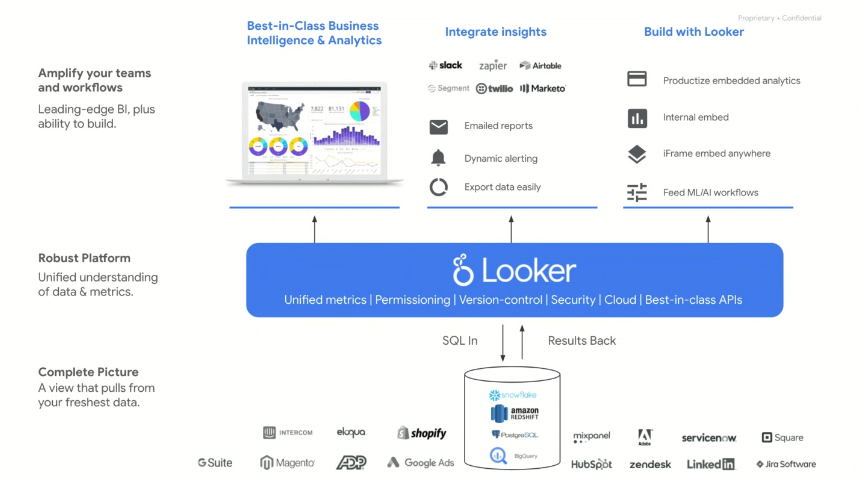 Proprietary + Confidential
Best-in-Class Business
Intelligence & Analytics
Integrate insights
Build with Looker
Amplify your teams
and workflows
Leading-edge BI, plus
ability to build.
7,822 81,131
slack
zapier
Airtable
Segment
twilio
Marketo
Emailed reports
Dynamic alerting
Export data easily
Productize embedded analytics
Internal embed
iFrame embed anywhere
Feed ML/AI workflows
Robust Platform
Unified understanding
of data & metrics.
Looker
Unified metrics | Permissioning | Version-control | Security | Cloud | Best-in-class APIs
SQL In
Results Back
Complete Picture
A view that pulls from
your freshest data.
snowflake
amazon
REDSHIFT
PostgreSQL
BigQuery
INTERCOM
eloqua
shopify
mixpanel
Adobe
servicenow
Square
G Suite
Magento
ADP
Google Ads
HubSpot
zendesk
LinkedIn
Jira Software